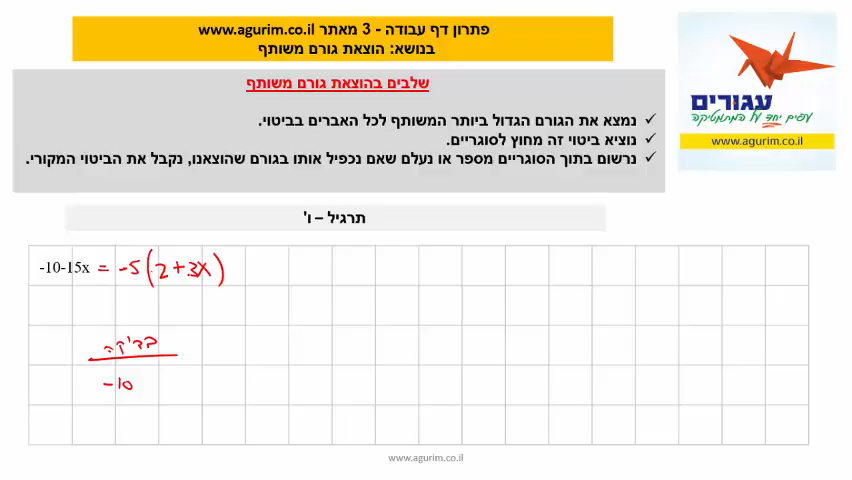 פתרון דף עבודה - 3 מאתר www.agurim.co.il
בנושא: הוצאת גורם משותף
עגורים
עפים יחד על המתמטיקה
www.agurim.co.il
שלבים בהוצאת גורם משותף
✓ נמצא את הגורם הגדול ביותר המשותף לכל האברים בביטוי.
✓ נוציא ביטוי זה מחוץ לסוגריים.
✓ נרשום בתוך הסוגריים מספר או נעלם שאם נכפיל אותו בגורם שהוצאנו, נקבל את הביטוי המקורי.
תרגיל – ו'
-10-15x = -5(2+3x)
בדיקה
-10
www.agurim.co.il